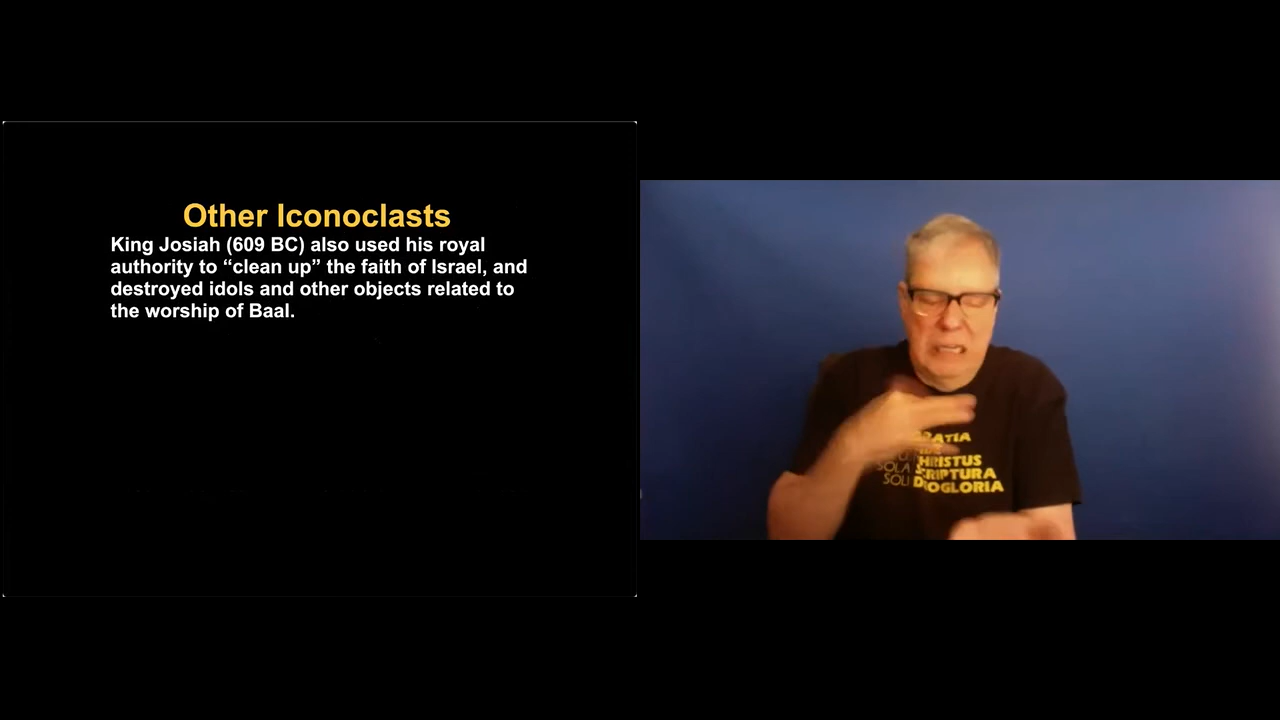 Other Iconoclasts
King Josiah (609 BC) also used his royal
authority to “clean up” the faith of Israel, and
destroyed idols and other objects related to
the worship of Baal.
SOLA SCRIPTURA
SOLI DEOGLORIA